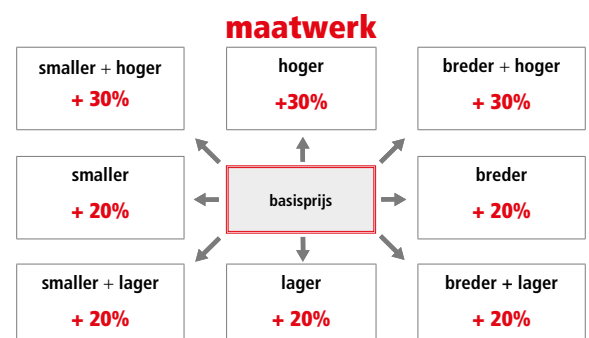 maatwerk
smaller + hoger
+ 30%
hoger
+30%
breder + hoger
+ 30%
smaller
+ 20%
basisprijs
breder
+ 20%
smaller + lager
+ 20%
lager
+ 20%
breder + lager
+ 20%